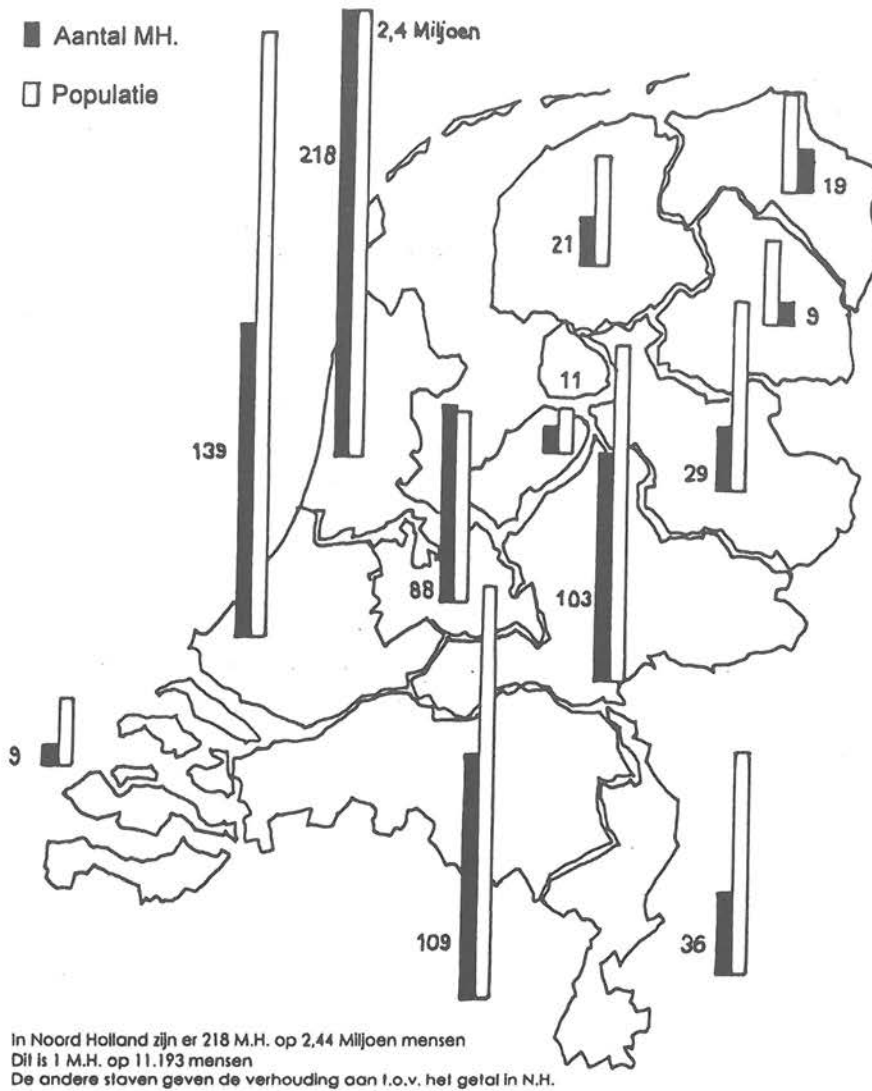 Aantal MH.
Populatie
2,4 Miljoen
218
19
21
9
11
139
29
88
103
9
109
36
In Noord Holland zijn er 218 M.H. op 2,44 Miljoen mensen
Dit is 1 M.H. op 11.193 mensen
De andere staven geven de verhouding aan t.o.v. het getal in N.H.